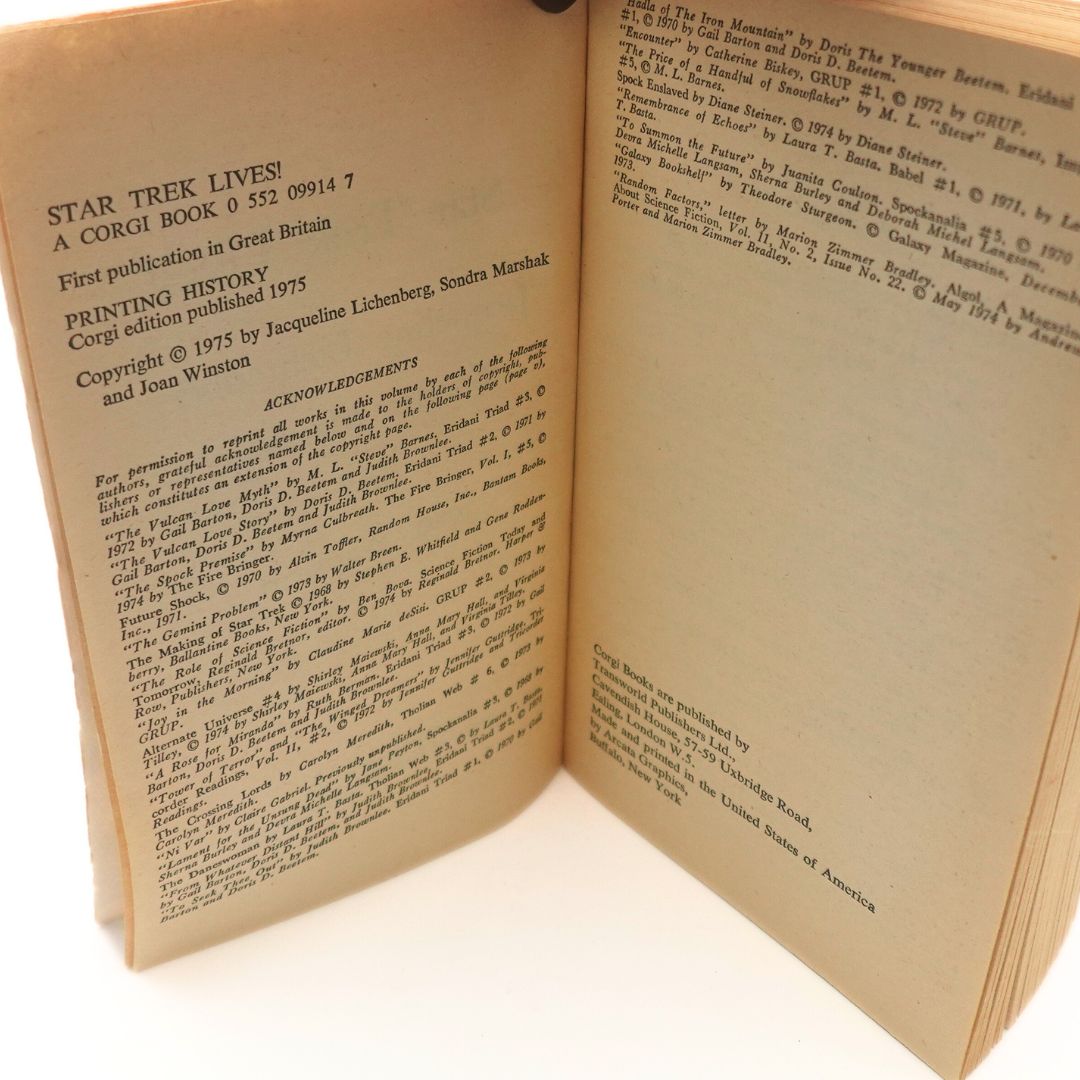 STAR TREK LIVES!
A CORGI BOOK 0 552 09914 7
First publication in Great Britain
PRINTING HISTORY
Corgi edition published 1975
Copyright © 1975 by Jacqueline Lichenberg, Sondra Marshak
and Joan Winston
ACKNOWLEDGEMENTS
For permission to reprint all works in this volume by each of the following
authors, grateful acknowledgement is made to the holders of copyright, pub-
lishers or representatives named below and on the following page (page v),
which constitutes an extension of the copyright page.
"The Vulcan Love Myth" by M. L. "Steve" Barnes. Eridani Triad #3, ©
1972 by Gail Barton, Doris D. Beetem and Judith Brownlee.
"The Vulcan Love Story" by Doris D. Beetem. Eridani Triad #2. © 1971 by
Gail Barton, Doris D. Beetem and Judith Brownlee.
"The Spock Premise" by Myrna Culbreath. The Fire Bringer, Vol. I, #5, ©
1974 by The Fire Bringer.
Future Shock, © 1970 by Alvin Toffler, Random House, Inc., Bantam Books,
Inc., 1971.
"The Gemini Problem" © 1973 by Walter Breen.
The Making of Star Trek © 1968 by Stephen E. Whitfield and Gene Rodden-
berry, Ballantine Books, New York.
"The Role of Science Fiction" by Ben Bova. Science Fiction Today and
Tomorrow, Reginald Bretnor, editor. © 1974 by Reginald Bretnor. Harper &
Row, Publishers, New York.
"Joy in the Morning" by Claudine Marie deSisi. GRUP #2, © 1973 by
GRUP.
Alternate Universe #4 by Shirley Maiewski, Anna Mary Hall, and Virginia
Tilley, © 1974 by Shirley Maiewski, Anna Mary Hall, and Virginia Tilley.
"A Rose for Miranda" by Ruth Berman. Eridani Triad #3, © 1972 by Gail
Barton, Doris D. Beetem and Judith Brownlee.
"Tower of Terror" and "The Winged Dreamers" by Jennifer Guttridge. Tri-
corder Readings, Vol. II, #2, © 1972 by Jennifer Guttridge and Tricorder
Readings.
The Crossing Lords by Carolyn Meredith, Tholian Web # 6, © 1973 by
Carolyn Meredith.
"Ni Var" by Claire Gabriel. Previously unpublished.
"Lament for the Unsung Dead" by Jane Peyton, Spockanalia #3, © 1968 by
Sherna Burley and Devra Michelle Langsam.
The Daneswoman by Laura T. Basta. Tholian Web #3, © by Laura T. Basta.
"From Whatever Distant Hill" by Judith Brownlee. Eridani Triad #2. © 1971
by Gail Barton, Doris D. Beetem, and Judith Brownlee.
"To Seek Thee Out" by Judith Brownlee. Eridani Triad #1. © 1970 by Gail
Barton and Doris D. Beetem.
Hadla of The Iron Mountain" by Doris The Younger Beetem. Eridani
#1, © 1970 by Gail Barton and Doris D. Beetem.
"Encounter" by Catherine Biskey, GRUP #1, © 1972 by GRUP.
"The Price of a Handful of Snowflakes" by M. L. "Steve" Barnes,
#5, © M. L. Barnes.
Spock Enslaved by Diane Steiner. © 1974 by Diane Steiner.
"Remembrance of Echoes" by Laura T. Basta. Babel #1, © 1971, by
T. Basta.
"To Summon the Future" by Juanita Coulson. Spockanalia #5, © 1970
Devra Michelle Langsam, Sherna Burley and Deborah Michel Langsam.
"Galaxy Bookshelf" by Theodore Sturgeon. © Galaxy Magazine, Decembe
1973.
"Random Factors," letter by Marion Zimmer Bradley. Algol, A Magazin
About Science Fiction, Vol. 11, No. 2, Issue No. 22. © May 1974 by Andrew
Porter and Marion Zimmer Bradley.
Corgi Books are published by
Transworld Publishers Ltd.,
Cavendish House, 57-59 Uxbridge Road,
Ealing, London W.5.
Made and printed in the United States of America
by Arcata Graphics,
Buffalo, New York